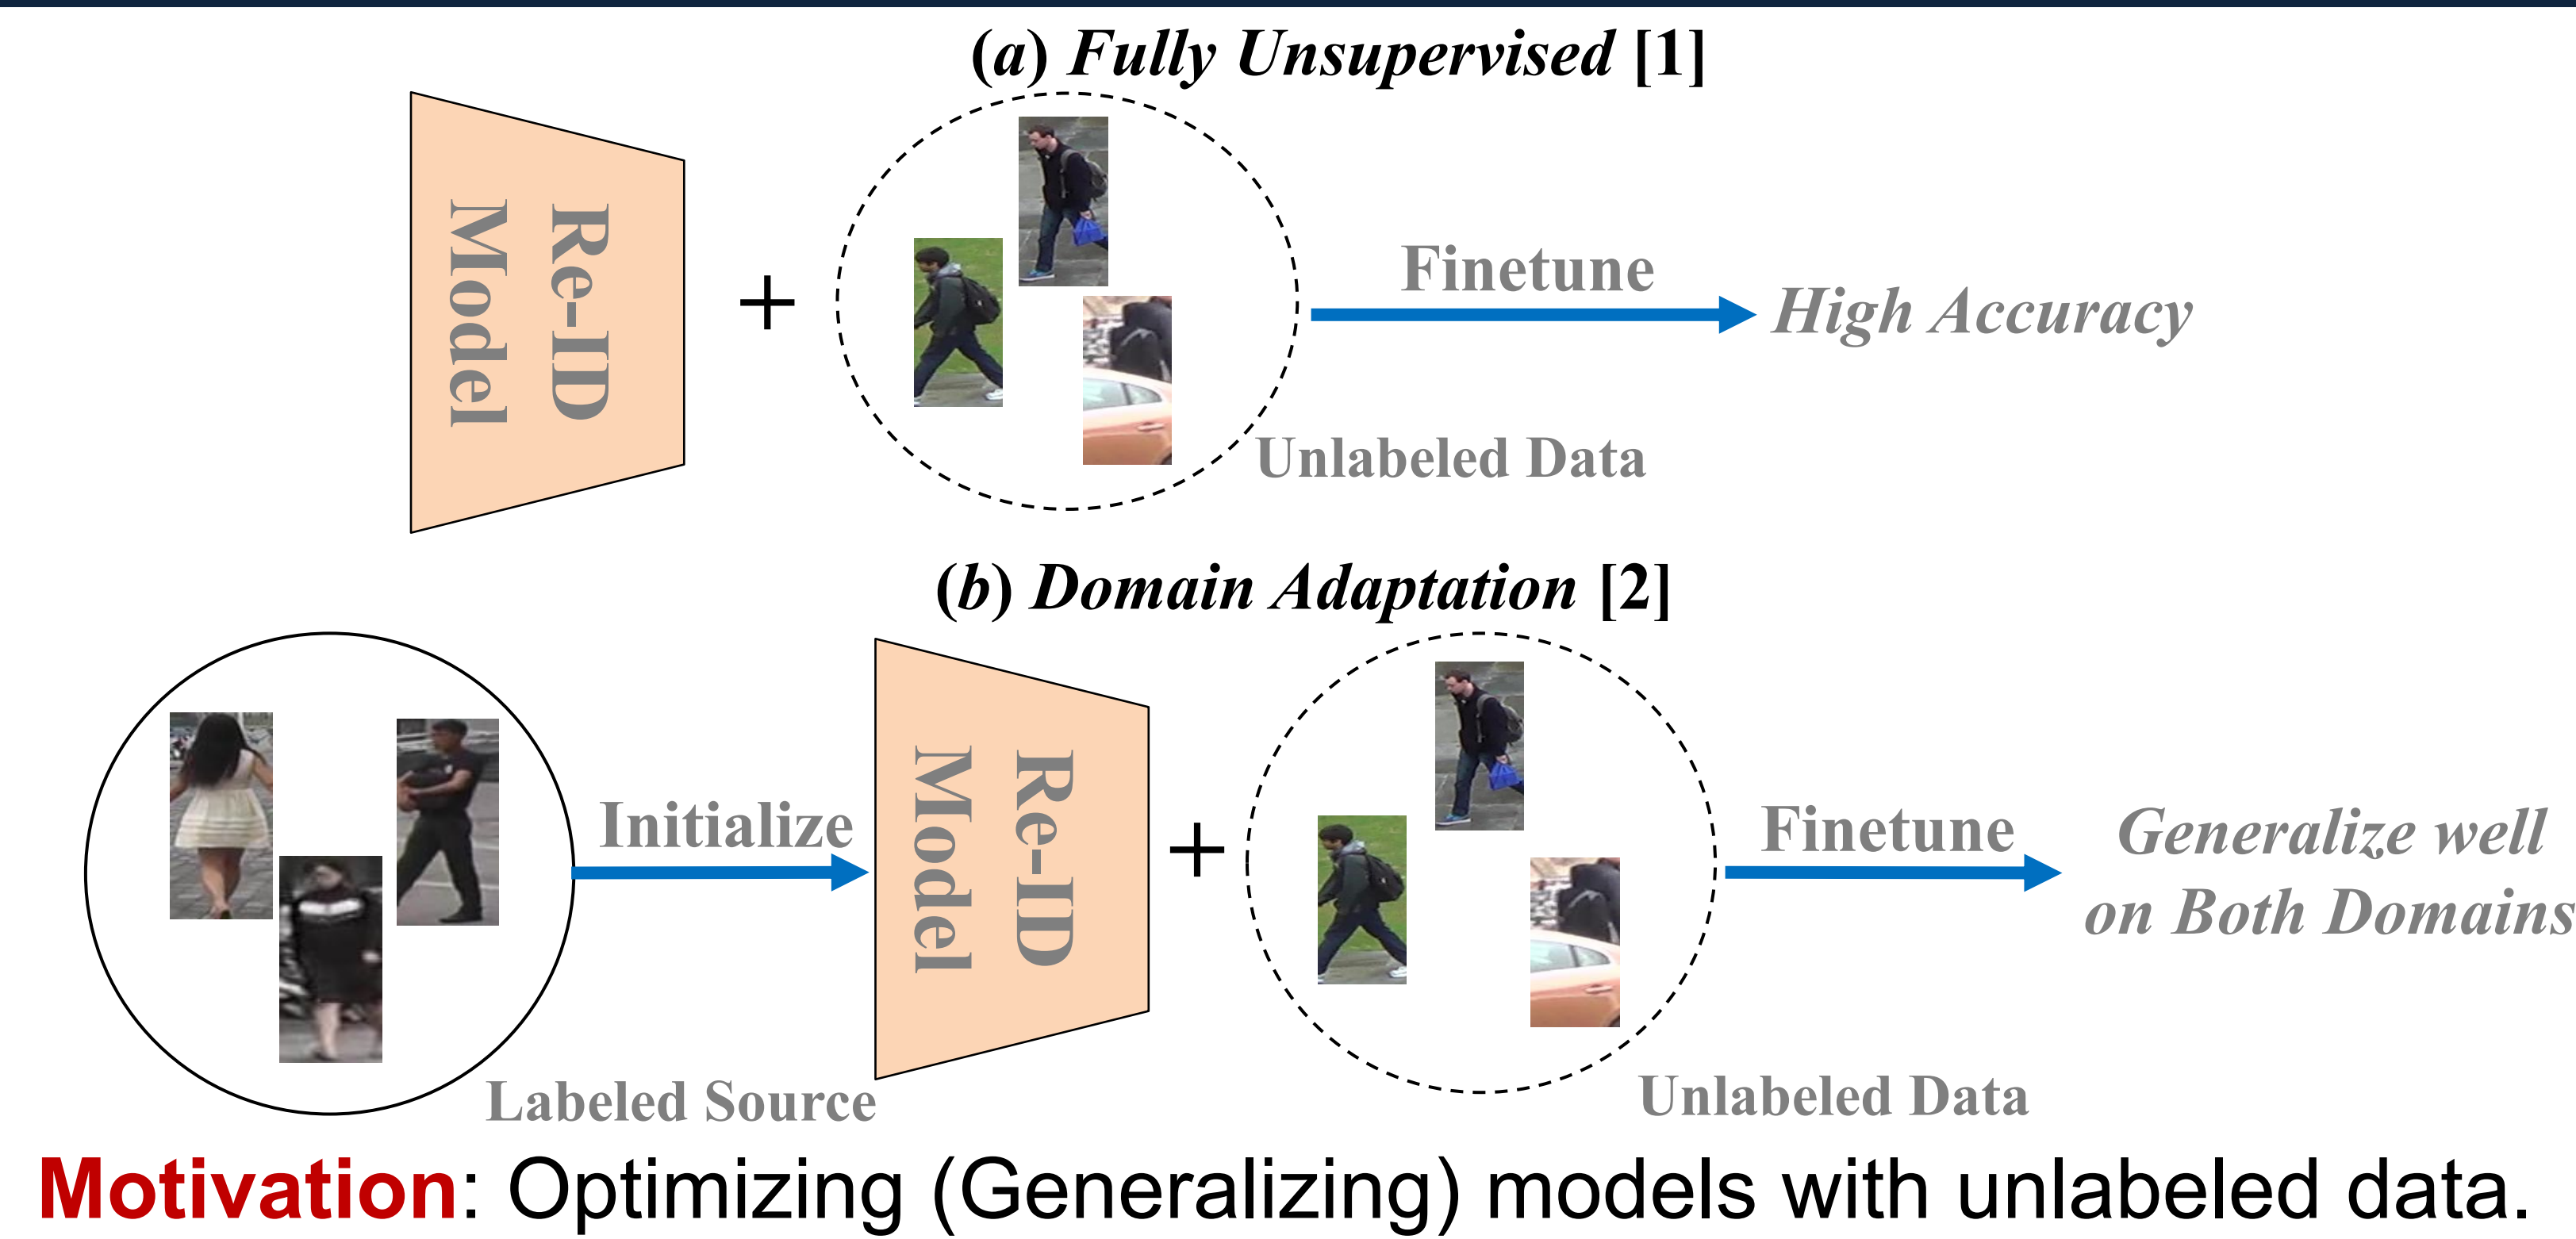 (a) Fully Unsupervised [1]
Re-ID
Model
+
Finetune
High Accuracy
Unlabeled Data
(b) Domain Adaptation [2]
Initialize
Re-ID
Model
+
Finetune
Generalize well
on Both Domains
Labeled Source
Unlabeled Data
Motivation: Optimizing (Generalizing) models with unlabeled data.